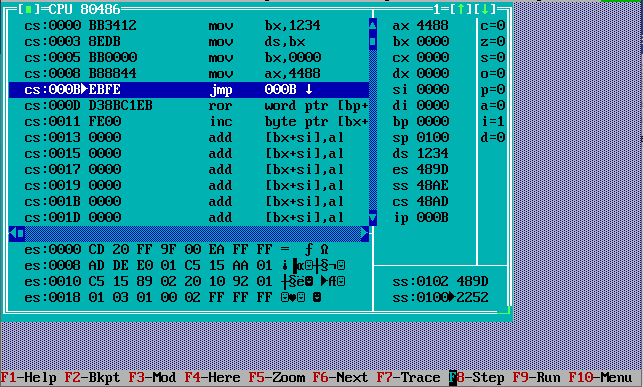 [■]=CPU 80486 1=[↑][↓]
cs:0000 BB3412 mov bx,1234 ax 4488 c=0
cs:0003 8EDB mov ds,bx bx 0000 z=0
cs:0005 BB0000 mov bx,0000 cx 0000 s=0
cs:0008 B88844 mov ax,4488 dx 0000 o=0
cs:000B►EBFE jmp 000B ↓ si 0000 p=0
cs:000D D38BC1EB ror word ptr [bp+ di 0000 a=0
cs:0011 FE00 inc byte ptr [bx+ bp 0000 i=1
cs:0013 0000 add [bx+si],al sp 0100 d=0
cs:0015 0000 add [bx+si],al ds 1234
cs:0017 0000 add [bx+si],al es 489D
cs:0019 0000 add [bx+si],al ss 48AE
cs:001B 0000 add [bx+si],al cs 48AD
cs:001D 0000 add [bx+si],al ip 000B
es:0000 CD 20 FF 9F 00 EA FF FF = ƒ Ω
es:0008 AD DE E0 01 C5 15 AA 01
es:0010 C5 15 89 02 20 10 92 01
es:0018 01 03 01 00 02 FF FF FF
ss:0102 489D
ss:0100►2252
F1-Help F2-Bkpt F3-Mod F4-Here F5-Zoom F6-Next F7-Trace F8-Step F9-Run F10-Menu